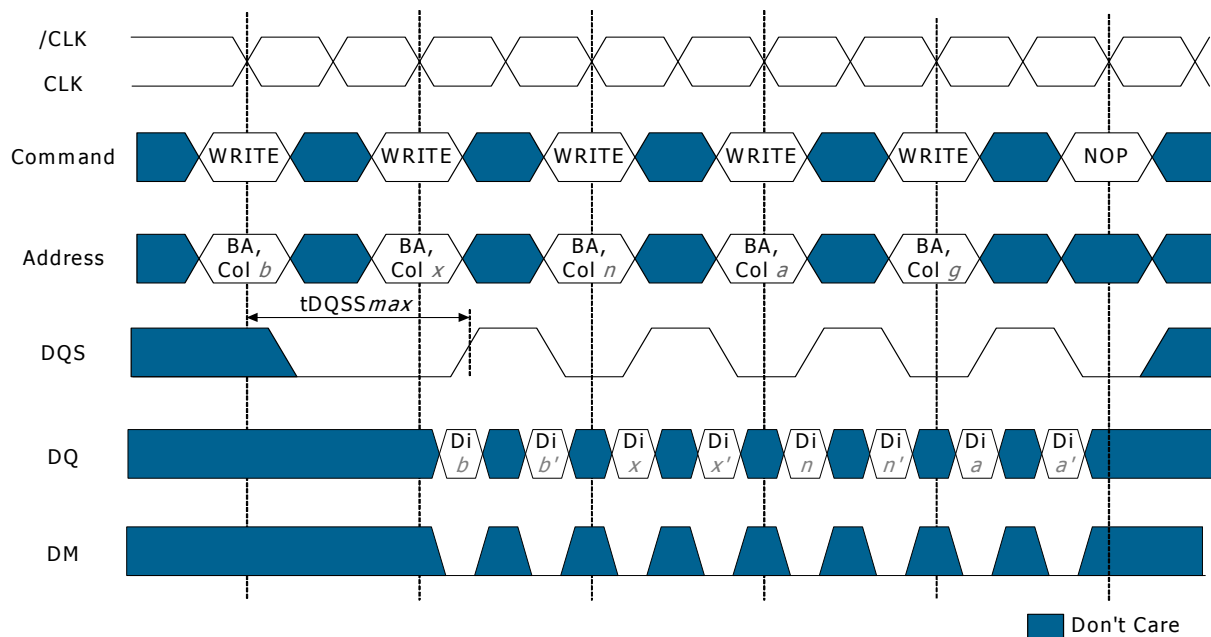 /CLK
CLK
Command
WRITE
WRITE
WRITE
WRITE
WRITE
NOP
Address
BA,
Col b
BA,
Col x
BA,
Col n
BA,
Col a
BA,
Col g
tDQSSmax
DQS
DQ
Di
b
Di
b'
Di
x
Di
x'
Di
n
Di
n'
Di
a
Di
a'
DM
Don't Care